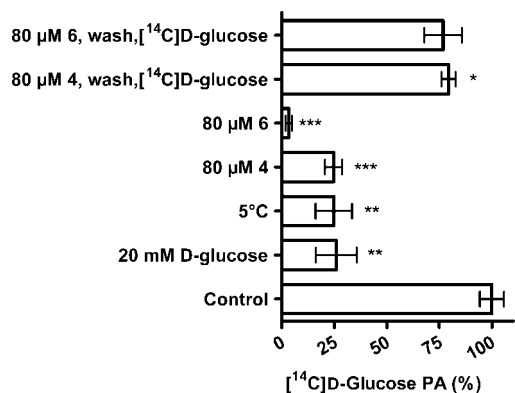 80 µM 6, wash,[¹⁴C]D-glucose
80 µM 4, wash,[¹⁴C]D-glucose *
80 µM 6 ***
80 µM 4 ***
5°C **
20 mM D-glucose **
Control
0 25 50 75 100
[¹⁴C]D-Glucose PA (%)